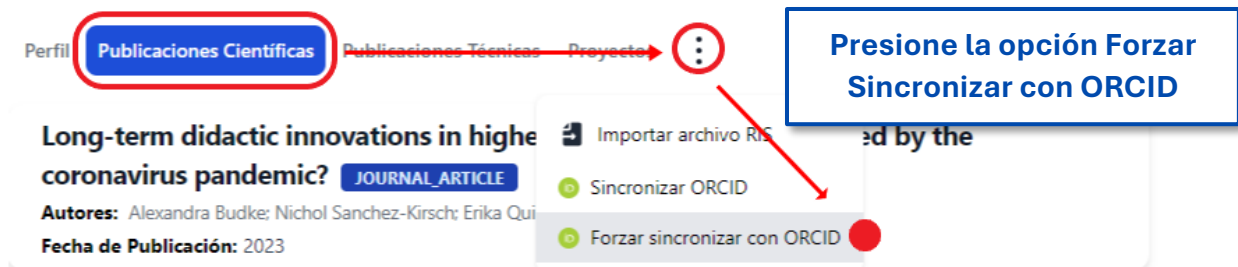 Perfil Publicaciones Científicas Publicaciones Técnicas Proyectos
Presione la opción Forzar
Sincronizar con ORCID
Long-term didactic innovations in highe
ed by the
coronavirus pandemic? JOURNAL_ARTICLE
Autores: Alexandra Budke; Nichol Sanchez-Kirsch; Erika Qui
Fecha de Publicación: 2023
Importar archivo RIS
iD Sincronizar ORCID
iD Forzar sincronizar con ORCID